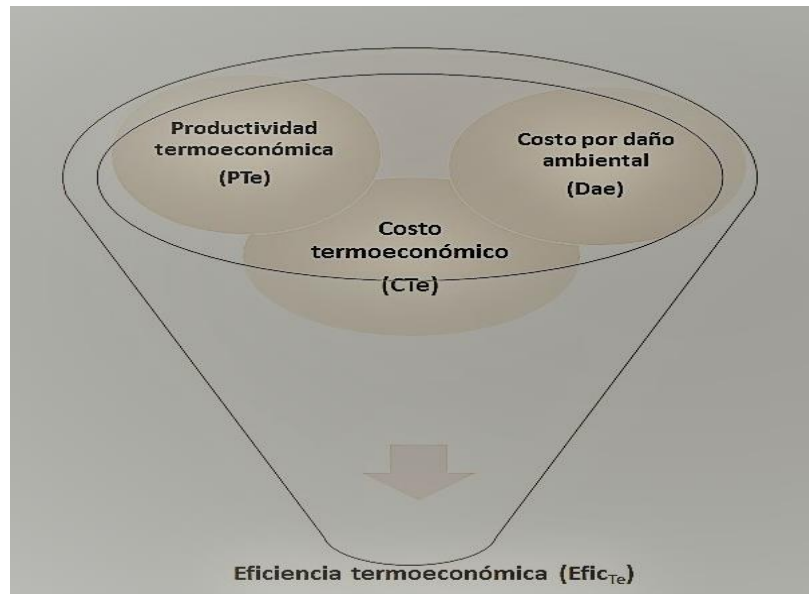 Productividad
termoeconómica
(PTe)
Costo por daño
ambiental
(Dae)
Costo
termoeconómico
(CTe)
Eficiencia termoeconómica (Efic_Te)